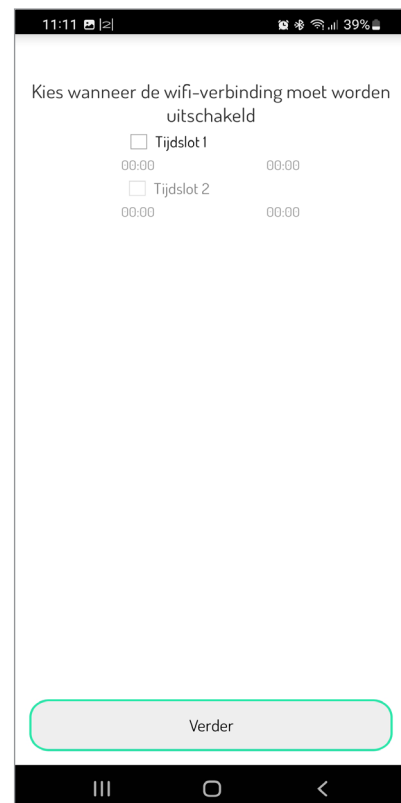 11:11 |2| 39%
Kies wanneer de wifi-verbinding moet worden
uitschakeld
Tijdslot 1
00:00 00:00
Tijdslot 2
00:00 00:00
Verder